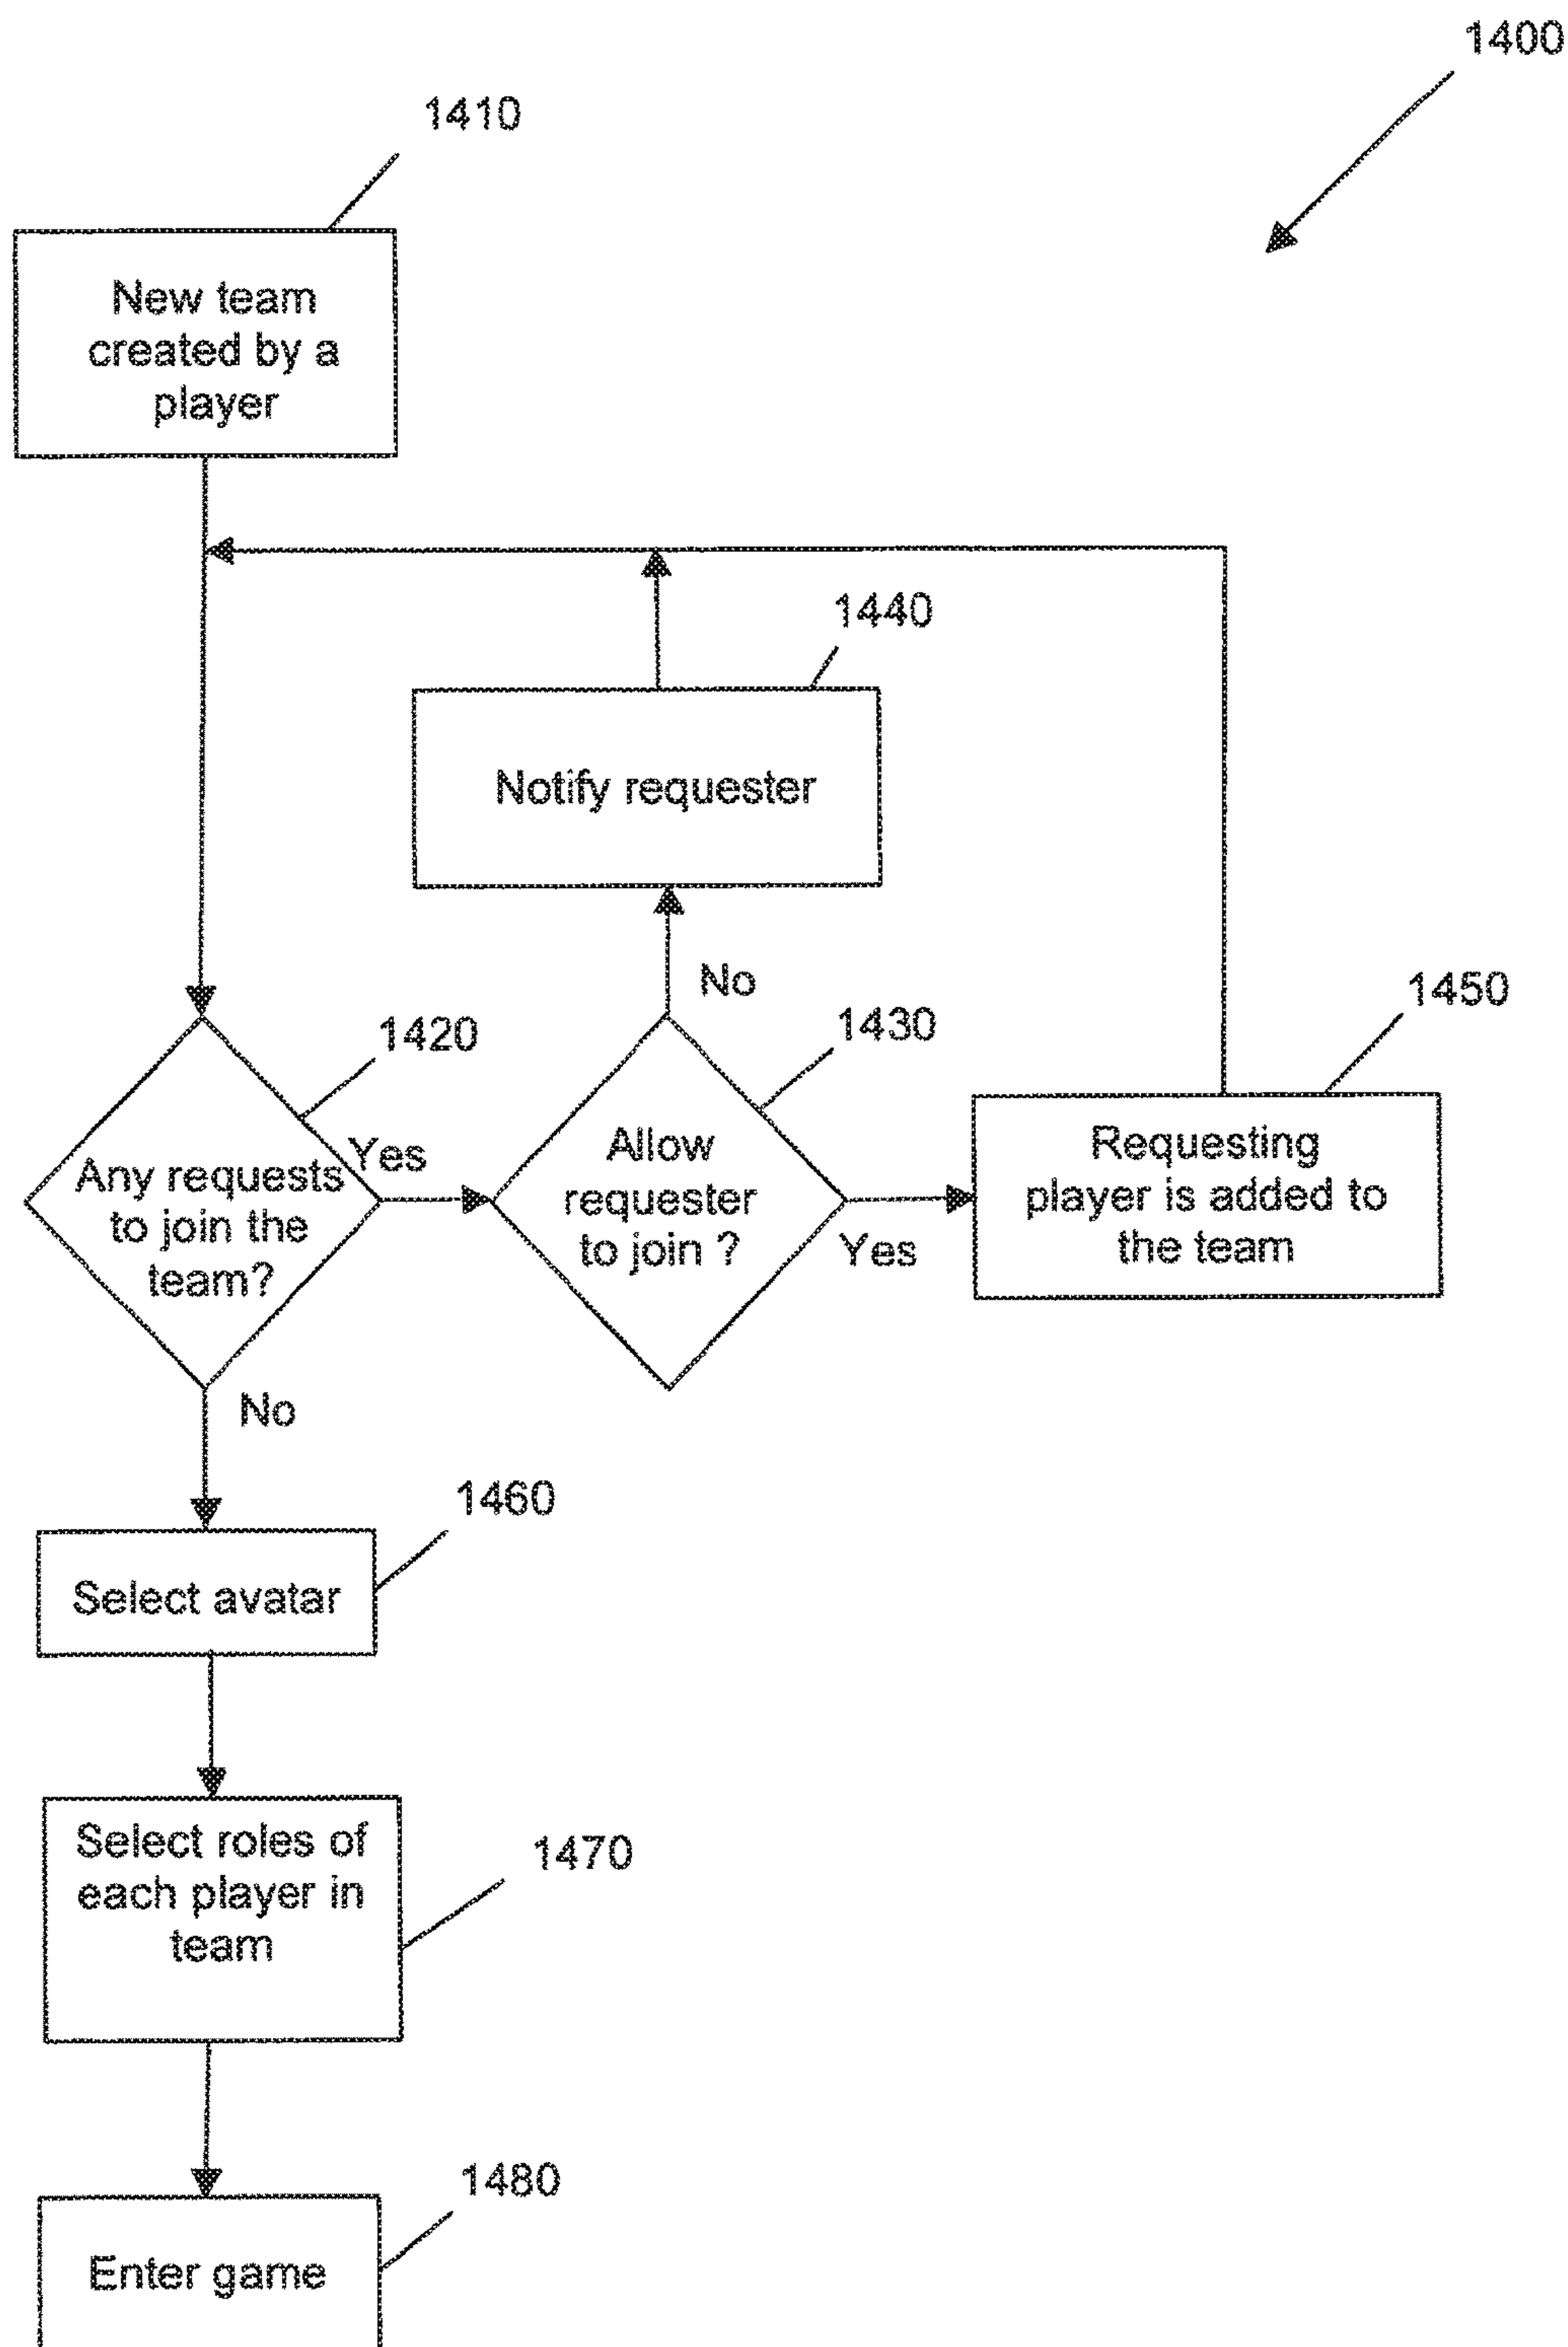 1400
1410
New team
created by a
player
1440
Notify requester
No
1420
1430
1450
Any requests
to join the
team?
Yes
Allow
requester
to join ?
Yes
Requesting
player is added to
the team
No
1460
Select avatar
1470
Select roles of
each player in
team
1480
Enter game